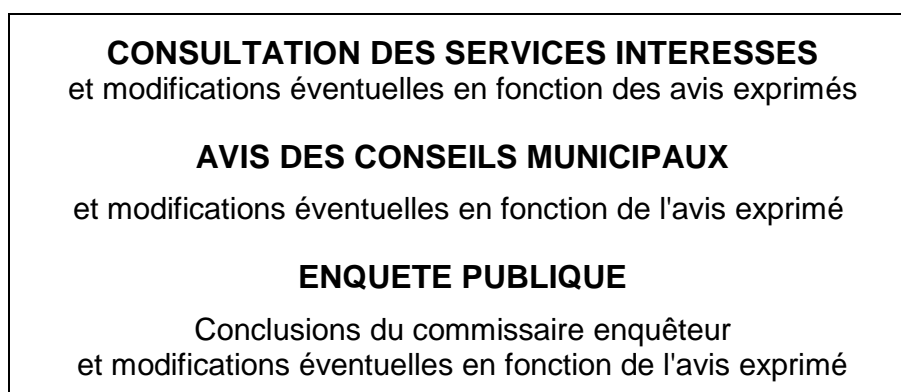 CONSULTATION DES SERVICES INTERESSES
et modifications éventuelles en fonction des avis exprimés
AVIS DES CONSEILS MUNICIPAUX
et modifications éventuelles en fonction de l'avis exprimé
ENQUETE PUBLIQUE
Conclusions du commissaire enquêteur
et modifications éventuelles en fonction de l'avis exprimé